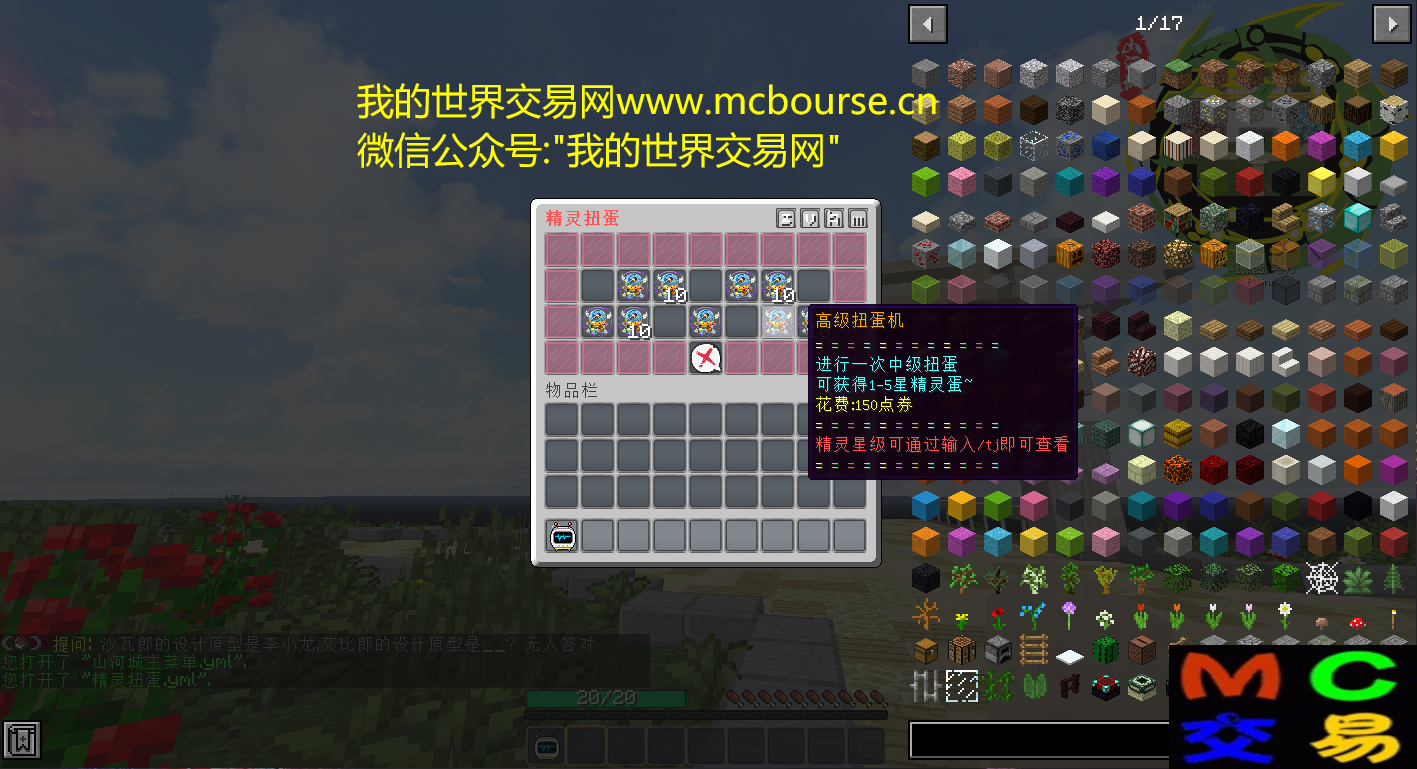 1/17
我的世界交易网www.mcbourse.cn
微信公众号:"我的世界交易网"
精灵扭蛋
10
10
10
高级扭蛋机
进行一次中级扭蛋
可获得1-5星精灵蛋~
花费:150点券
精灵星级可通过输入/tj即可查看
物品栏
提问: 沙瓦郎的设计原型是李小龙,艾比郎的设计原型是__? 无人答对
您打开了 "山河城主菜单.yml".
您打开了 "精灵扭蛋.yml".
20/20
MC
交易